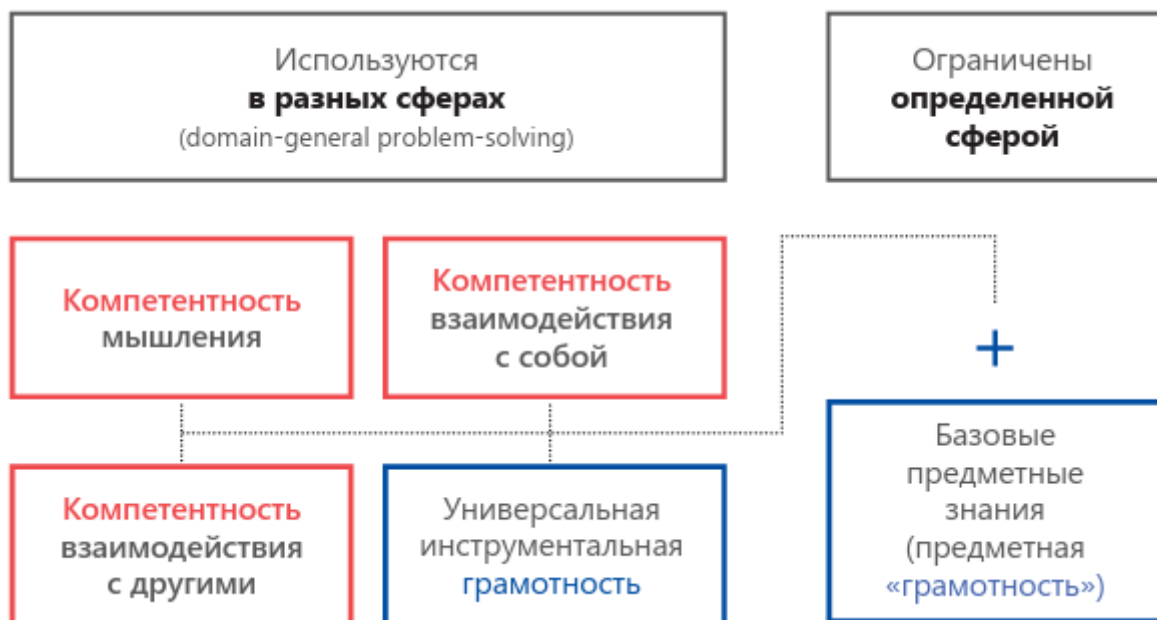 Используются
в разных сферах
(domain-general problem-solving)
Ограничены
определенной
сферой
Компетентность
мышления
Компетентность
взаимодействия
с собой
+
Компетентность
взаимодействия
с другими
Универсальная
инструментальная
грамотность
Базовые
предметные
знания
(предметная
«грамотность»)